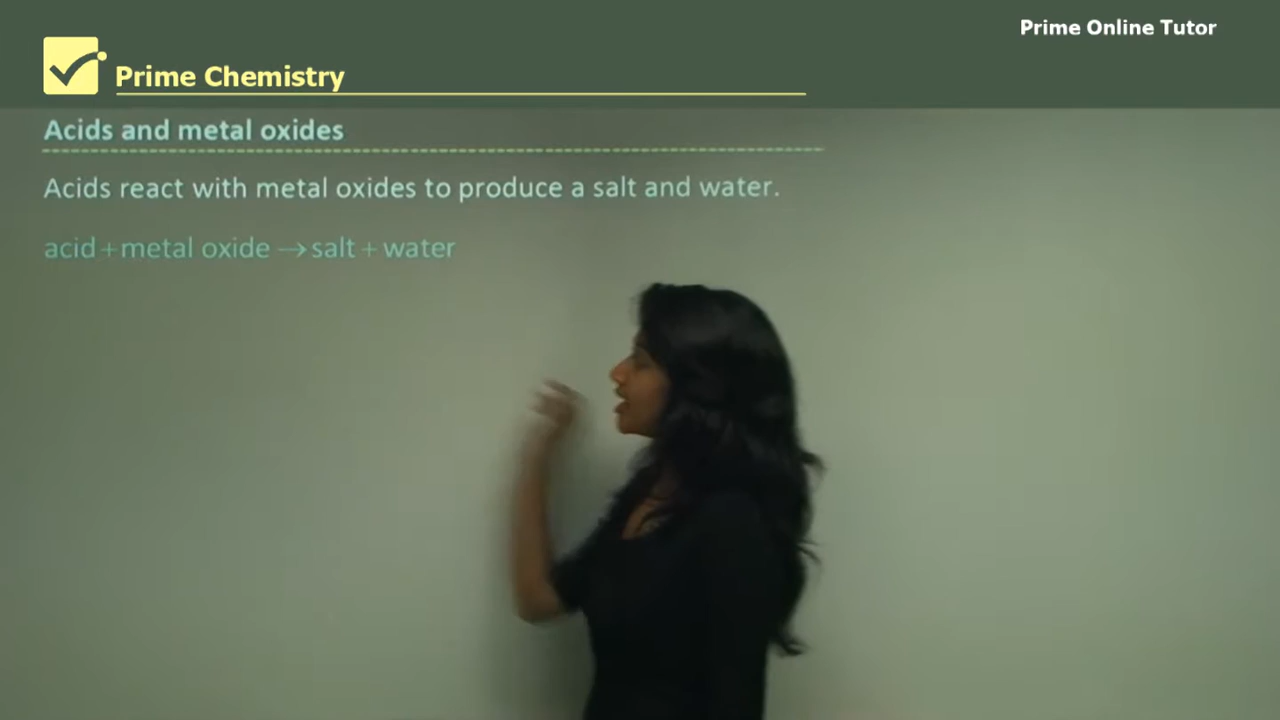 Prime Online Tutor
Prime Chemistry
Acids and metal oxides
Acids react with metal oxides to produce a salt and water.
acid + metal oxide → salt + water